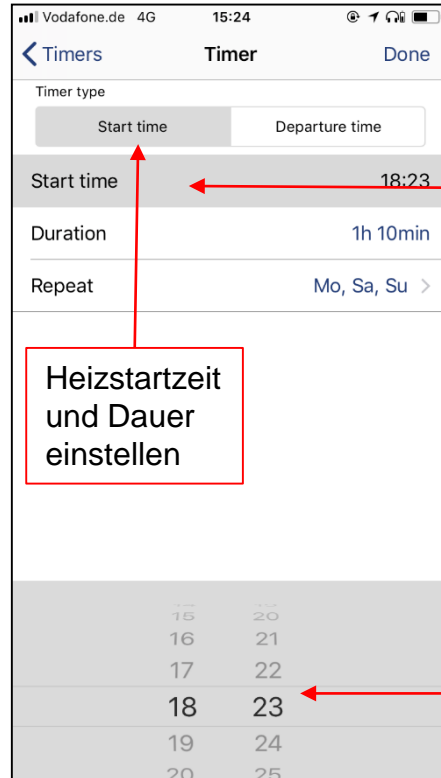 Vodafone.de 4G 15:24
Timers Timer Done
Timer type
Start time Departure time
Start time 18:23
Duration 1h 10min
Repeat Mo, Sa, Su
Heizstartzeit
und Dauer
einstellen
15 20
16 21
17 22
18 23
19 24
20 25